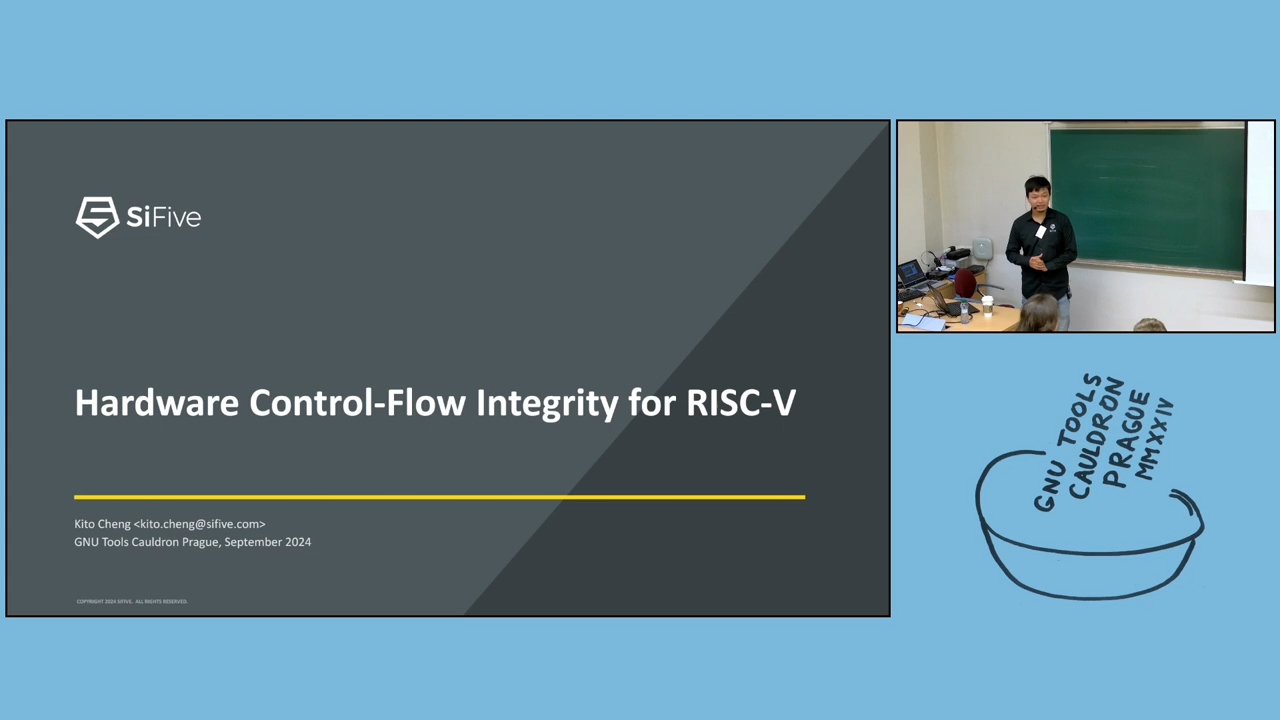 SiFive
Hardware Control-Flow Integrity for RISC-V
Kito Cheng <kito.cheng@sifive.com>
GNU Tools Cauldron Prague, September 2024
COPYRIGHT 2024 SIFIVE. ALL RIGHTS RESERVED.
GNU TOOLS
CAULDRON
PRAGUE
MMXXIV